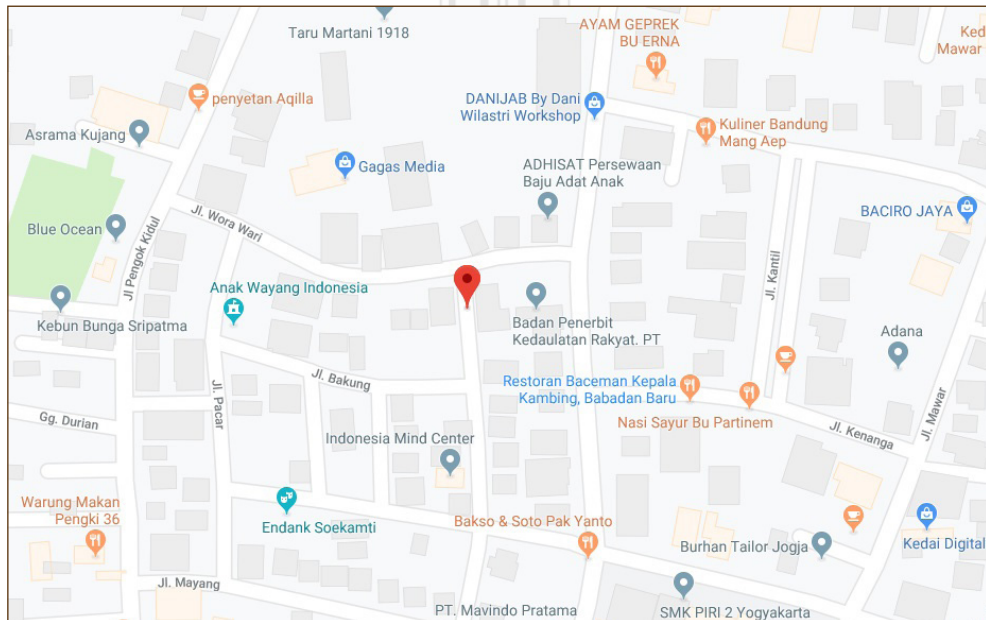 Taru Martani 1918
AYAM GEPREK
BU ERNA
Ked
Mawar
penyetan Aqilla
DANIJAB By Dani
Wilastri Workshop
Asrama Kujang
Kuliner Bandung
Mang Aep
Gagas Media
ADHISAT Persewaan
Baju Adat Anak
Jl. Wora Wari
BACIRO JAYA
Blue Ocean
Jl Pengok Kidul
Jl. Kantil
Anak Wayang Indonesia
Kebun Bunga Sripatma
Badan Penerbit
Kedaulatan Rakyat. PT
Adana
Jl. Bakung
Restoran Baceman Kepala
Kambing, Babadan Baru
Jl. Pacar
Jl. Mawar
Gg. Durian
Nasi Sayur Bu Partinem
Jl. Kenanga
Indonesia Mind Center
Warung Makan
Pengki 36
Endank Soekamti
Bakso & Soto Pak Yanto
Burhan Tailor Jogja
Kedai Digital
Jl. Mayang
PT. Mavindo Pratama
SMK PIRI 2 Yogyakarta